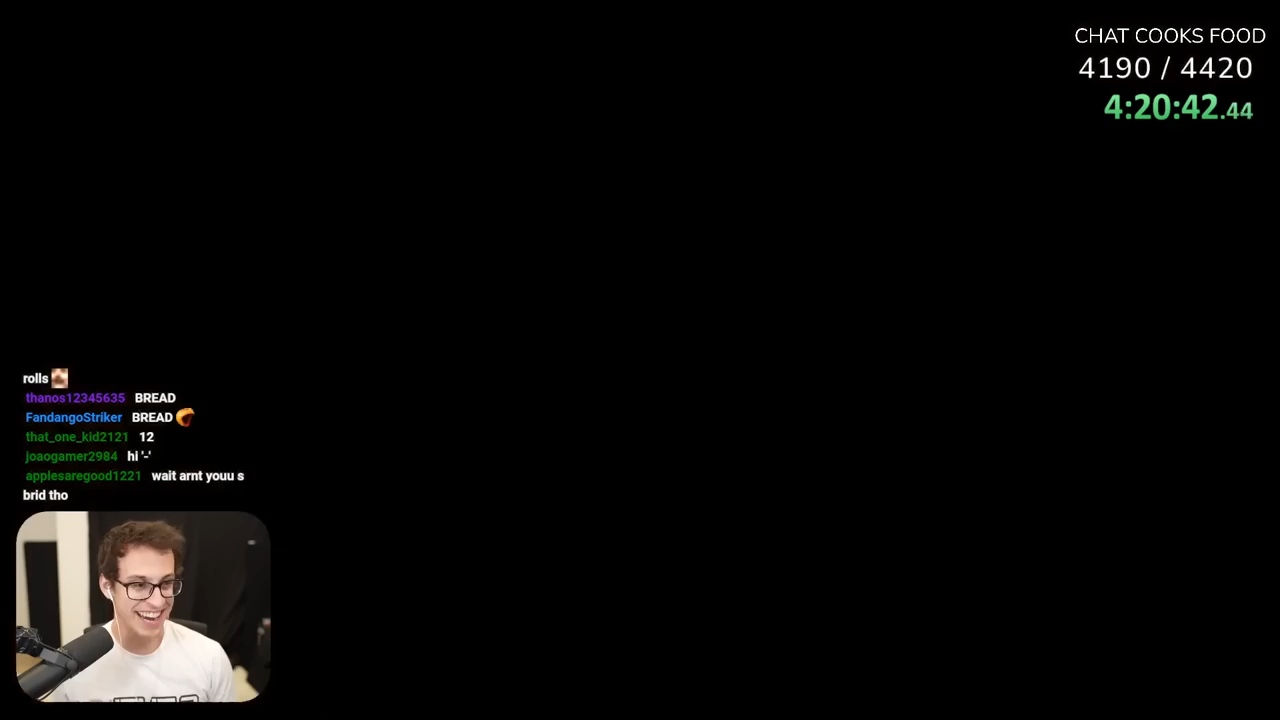 CHAT COOKS FOOD
4190 / 4420
4:20:42.44
rolls
thanos12345635 BREAD
FandangoStriker BREAD
that_one_kid2121 12
joaogamer2984 hi '-'
applesaregood1221 wait arnt youu s
brid tho